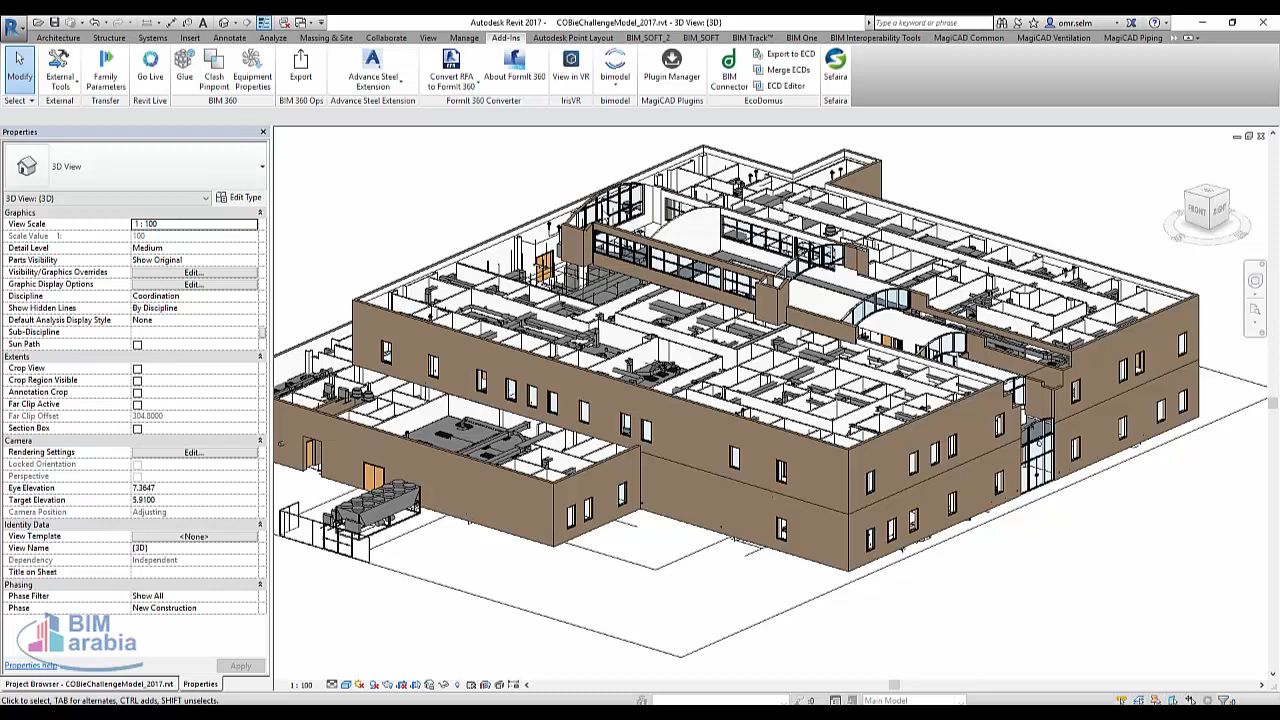 Autodesk Revit 2017 - COBieChallengeModel_2017.rvt - 3D View: {3D}
Type a keyword or phrase
omr.selm
Architecture Structure Systems Insert Annotate Analyze Massing & Site Collaborate View Manage Add-Ins Autodesk Point Layout BIM_SOFT_2 BIM_SOFT BIM Track™ BIM One BIM Interoperability Tools MagiCAD Common MagiCAD Ventilation MagiCAD Piping
Modify
External Tools
Family Parameters
Go Live
Glue
Clash Pinpoint
Equipment Properties
Export
Advance Steel Extension
Convert RFA to FormIt 360
About FormIt 360
View in VR
bimodel
Plugin Manager
BIM Connector
Export to ECD
Merge ECDs
ECD Editor
Sefaira
Select External Transfer Revit Live BIM 360 BIM 360 Ops Advance Steel Extension FormIt 360 Converter IrisVR bimodel MagiCAD Plugins EcoDomus Sefaira
Properties
3D View
3D View: {3D}
Edit Type
Graphics
View Scale 1 : 100
Scale Value 1: 100
Detail Level Medium
Parts Visibility Show Original
Visibility/Graphics Overrides Edit...
Graphic Display Options Edit...
Discipline Coordination
Show Hidden Lines By Discipline
Default Analysis Display Style None
Sub-Discipline
Sun Path
Extents
Crop View
Crop Region Visible
Annotation Crop
Far Clip Active
Far Clip Offset 304.8000
Section Box
Camera
Rendering Settings Edit...
Locked Orientation
Perspective
Eye Elevation 7.3647
Target Elevation 5.9100
Camera Position Adjusting
Identity Data
View Template <None>
View Name {3D}
Dependency Independent
Title on Sheet
Phasing
Phase Filter Show All
Phase New Construction
BIM
arabia
Properties help
Apply
Project Browser - COBieChallengeModel_2017.rvt Properties
FRONT RIGHT
1 : 100
Click to select, TAB for alternates, CTRL adds, SHIFT unselects.
:0
Main Model
:0